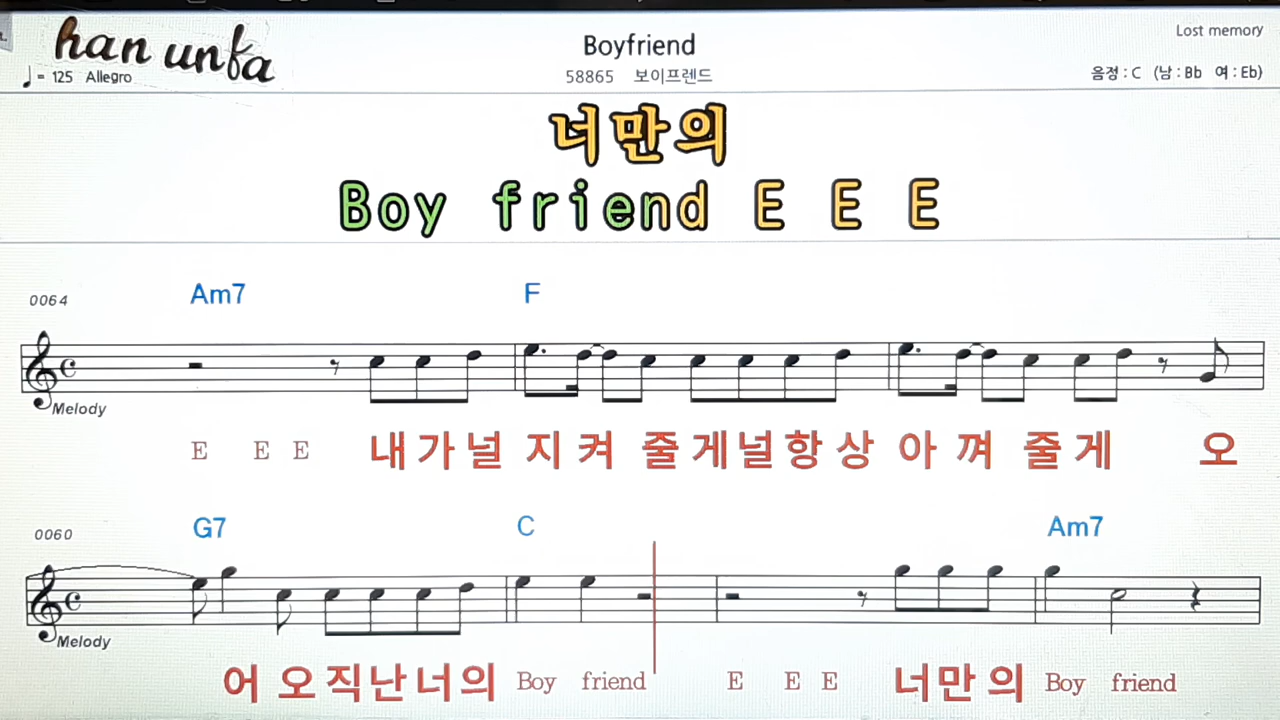 han unfa
Lost memory
Boyfriend
♩= 125 Allegro
58865 보이프렌드
음정 : C (남 : Bb 여 : Eb)
너만의
Boy friend E E E
0064
Am7 F
Melody
E E E 내가널 지켜 줄게널항상 아껴 줄게 오
0060
G7 C Am7
Melody
어 오직난너의 Boy friend E E E 너만의 Boy friend